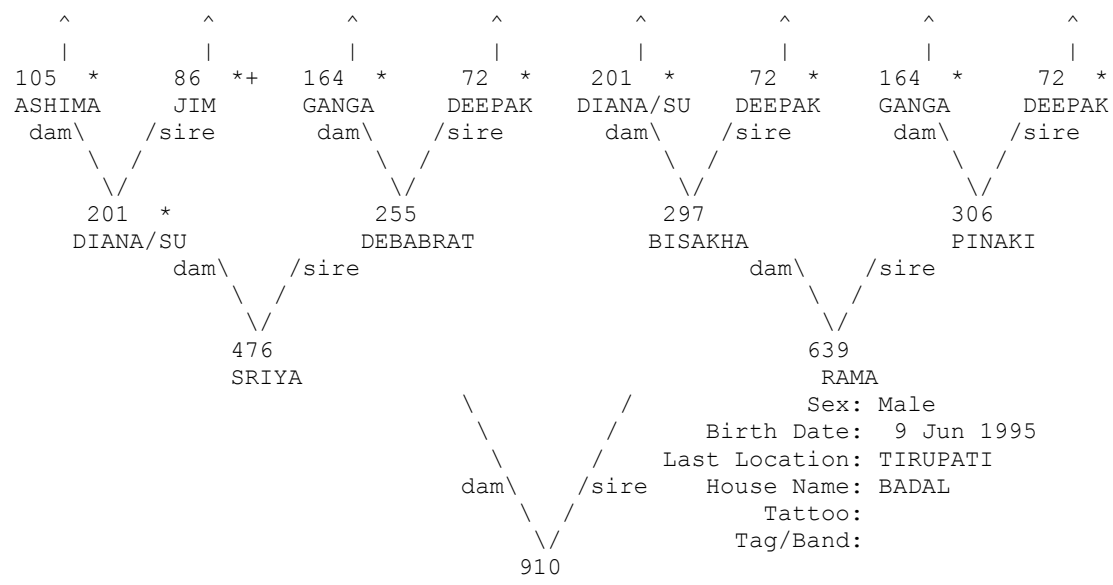 ^ ^ ^ ^ ^ ^ ^ ^
| | | | | | | |
105 * 86 *+ 164 * 72 * 201 * 72 * 164 * 72 *
ASHIMA JIM GANGA DEEPAK DIANA/SU DEEPAK GANGA DEEPAK
dam\ /sire dam\ /sire dam\ /sire dam\ /sire
\ / \ / \ / \ /
\/ \/ \/ \/
201 * 255 297 306
DIANA/SU DEBABRAT BISAKHA PINAKI
dam\ /sire dam\ /sire
\ / \ /
\/ \/
476 639
SRIYA RAMA
\ / Sex: Male
\ / Birth Date: 9 Jun 1995
\ / Last Location: TIRUPATI
dam\ /sire House Name: BADAL
\ / Tattoo:
\/ Tag/Band:
910